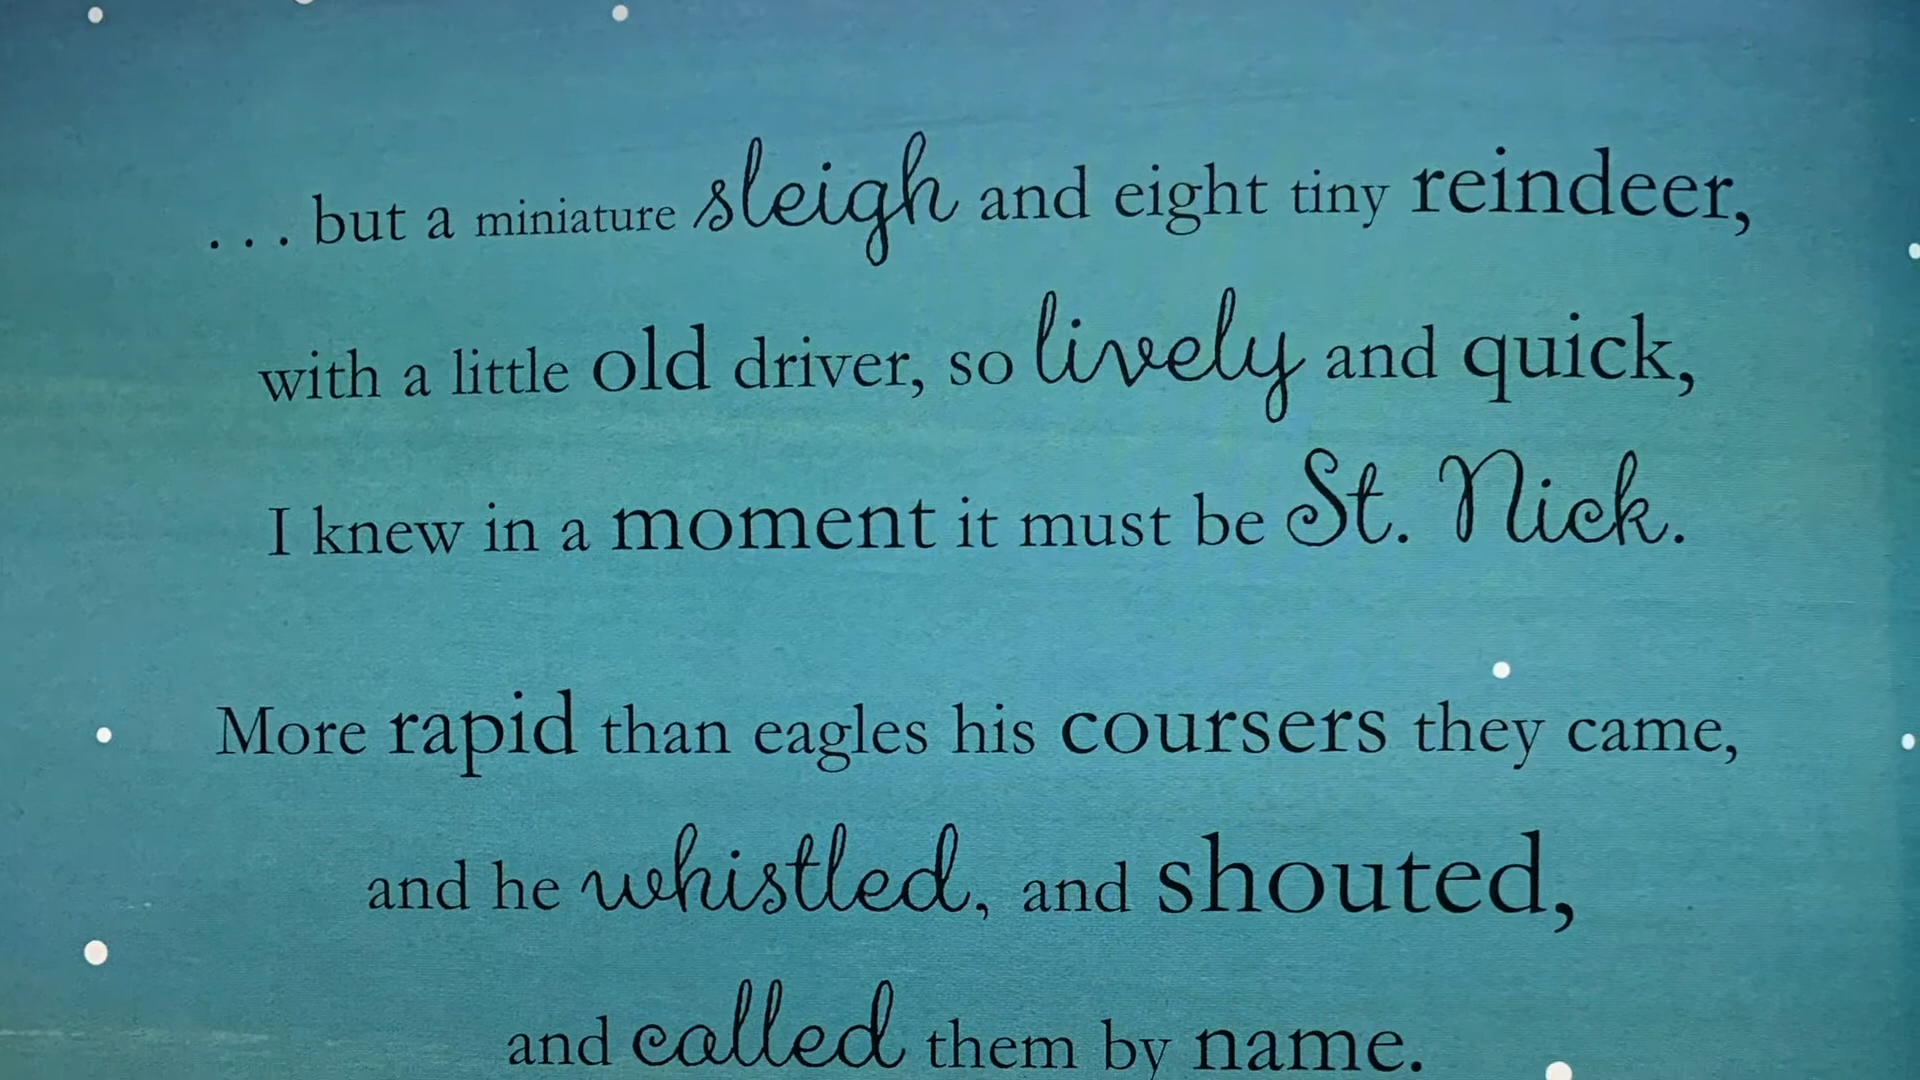 . . . but a miniature sleigh and eight tiny reindeer,
with a little old driver, so lively and quick,
I knew in a moment it must be St. Nick.
More rapid than eagles his coursers they came,
and he whistled, and shouted,
and called them by name.